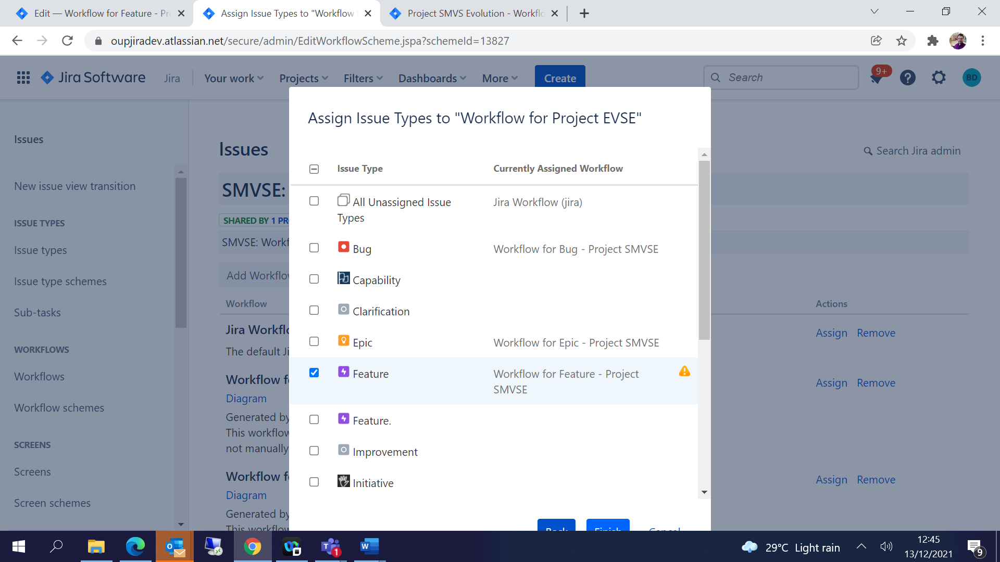 Edit — Workflow for Feature - Pr
Assign Issue Types to "Workflow
Project SMVS Evolution - Workflo
oupjiradev.atlassian.net/secure/admin/EditWorkflowScheme.jspa?schemeId=13827
Jira Software
Jira
Your work
Projects
Filters
Dashboards
More
Create
Search
9+
BD
Issues
New issue view transition
ISSUE TYPES
Issue types
Issue type schemes
Sub-tasks
WORKFLOWS
Workflows
Workflow schemes
SCREENS
Screens
Screen schemes
Issues
Search Jira admin
SMVSE:
SHARED BY 1 PR
SMVSE: Workf
Add Workflo
Workflow
Actions
Jira Workflo
Assign Remove
The default Ji
Workflow fo
Assign Remove
Diagram
Generated by
This workflow
not manually
Workflow fo
Assign Remove
Diagram
Generated by
This workflow
Assign Issue Types to "Workflow for Project EVSE"
Issue Type
Currently Assigned Workflow
All Unassigned Issue
Types
Jira Workflow (jira)
Bug
Workflow for Bug - Project SMVSE
Capability
Clarification
Epic
Workflow for Epic - Project SMVSE
Feature
Workflow for Feature - Project
SMVSE
Feature.
Improvement
Initiative
Back
Finish
Cancel
1
29°C Light rain
12:45
13/12/2021
9